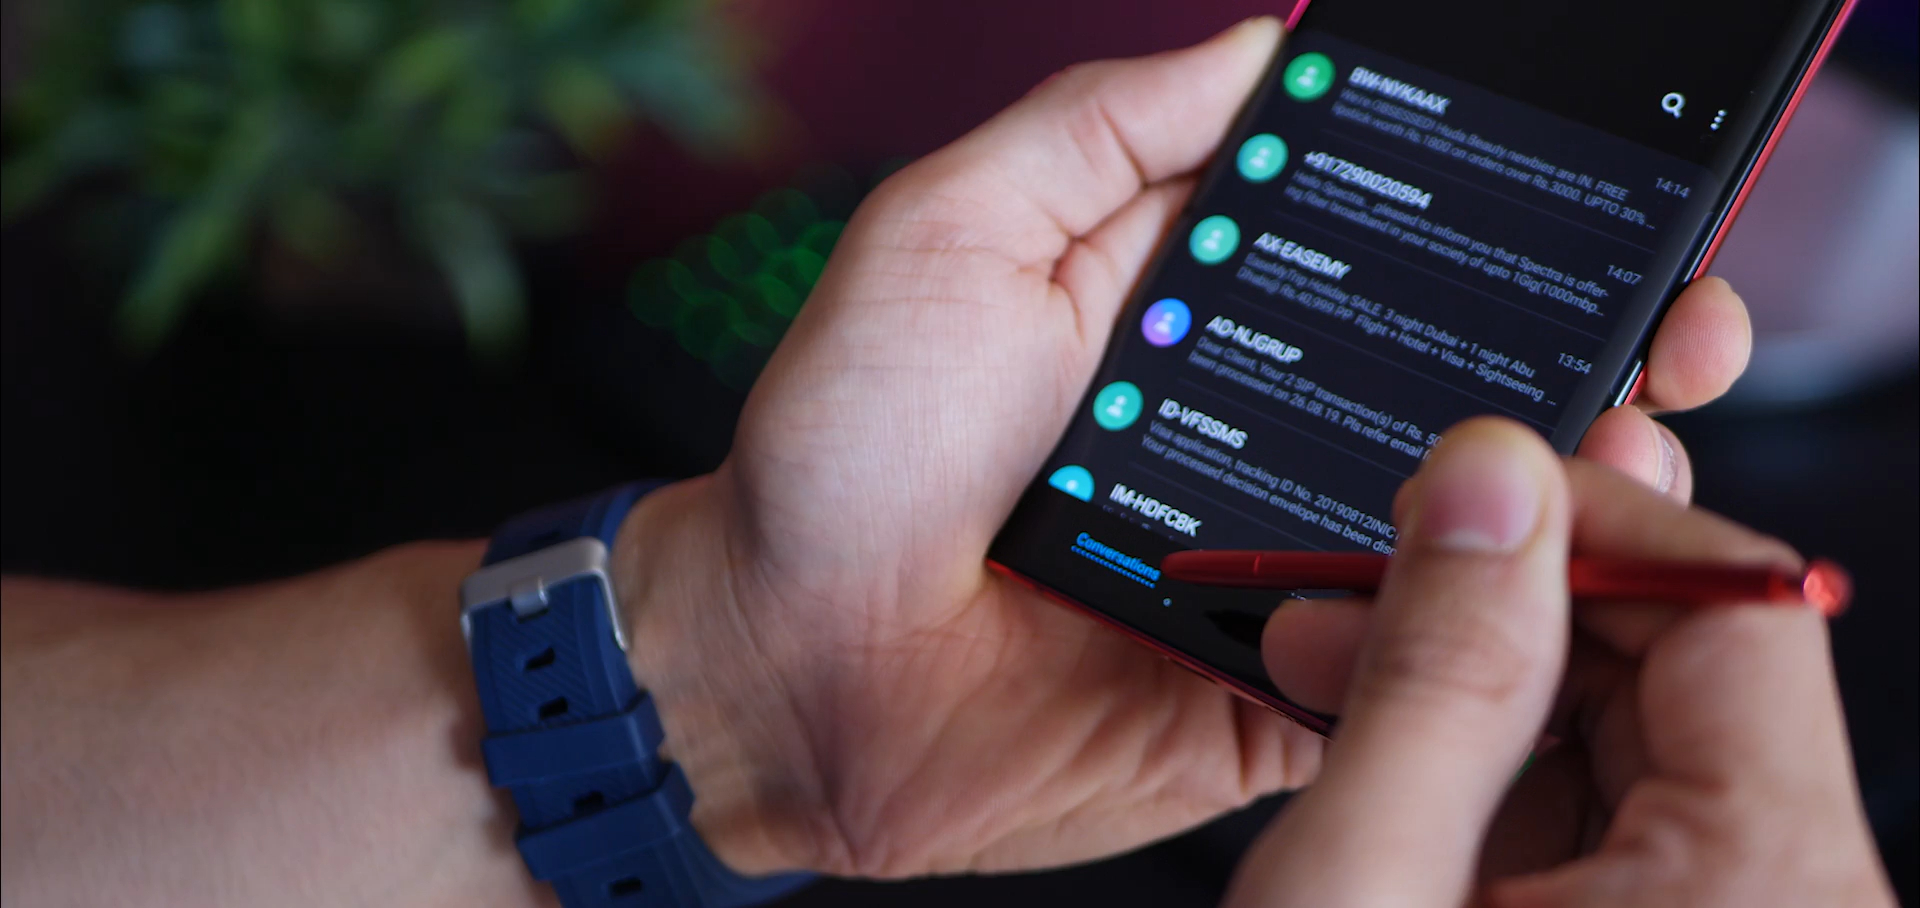 BW-NYKAAX
We're OBSESSED! Huda Beauty newbies are IN. FREE
lipstick worth Rs.1800 on orders over Rs.3000. UPTO 30%...
14:14
+917290020594
Hello Spectra... pleased to inform you that Spectra is offer-
ing fiber broadband in your society of upto 1Gig(1000mbp...
14:07
AX-EASEMY
EaseMyTrip Holiday SALE. 3 night Dubai + 1 night Abu
Dhabi@ Rs.40,999 PP. Flight + Hotel + Visa + Sightseeing ...
13:54
AD-NJGRUP
Dear Client, Your 2 SIP transaction(s) of Rs. 50
been processed on 26.08.19. Pls refer email
ID-VFSSMS
Visa application, tracking ID No. 20190812INIC
Your processed decision envelope has been disp
IM-HDFCBK
Conversations